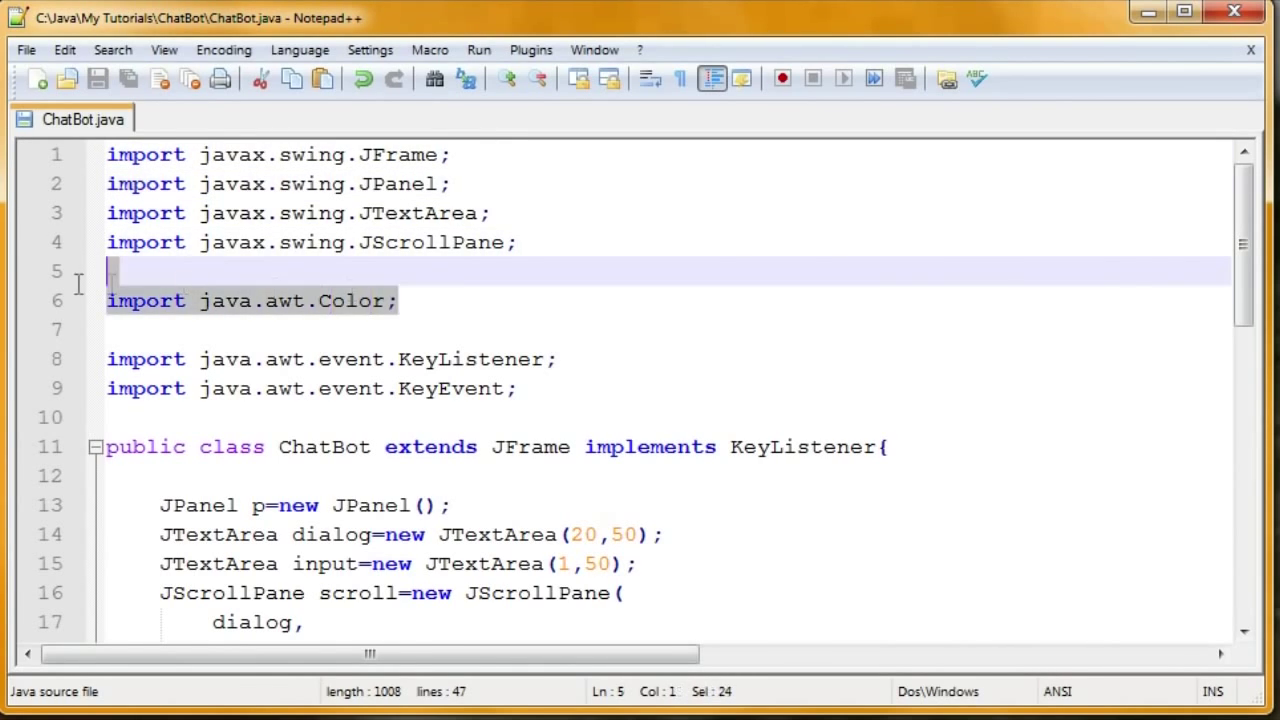 C:\Java\My Tutorials\ChatBot\ChatBot.java - Notepad++
File Edit Search View Encoding Language Settings Macro Run Plugins Window ? X
ChatBot.java
1 import javax.swing.JFrame;
2 import javax.swing.JPanel;
3 import javax.swing.JTextArea;
4 import javax.swing.JScrollPane;
5
6 import java.awt.Color;
7
8 import java.awt.event.KeyListener;
9 import java.awt.event.KeyEvent;
10
11 public class ChatBot extends JFrame implements KeyListener{
12
13 JPanel p=new JPanel();
14 JTextArea dialog=new JTextArea(20,50);
15 JTextArea input=new JTextArea(1,50);
16 JScrollPane scroll=new JScrollPane(
17 dialog,
Java source file length : 1008 lines : 47 Ln : 5 Col : 1 Sel : 24 Dos\Windows ANSI INS